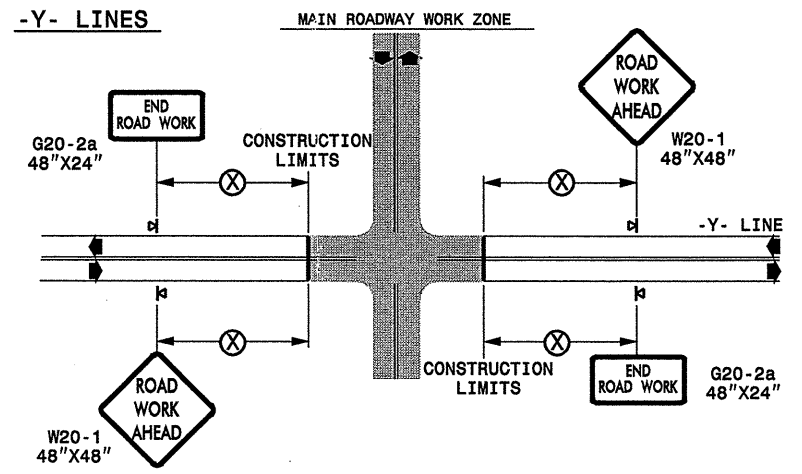 -Y- LINES
MAIN ROADWAY WORK ZONE
END
ROAD WORK
G20-2a
48"X24"
CONSTRUCTION
LIMITS
ROAD
WORK
AHEAD
W20-1
48"X48"
X
X
-Y- LINE
X
X
ROAD
WORK
AHEAD
W20-1
48"X48"
CONSTRUCTION
LIMITS
END
ROAD WORK
G20-2a
48"X24"